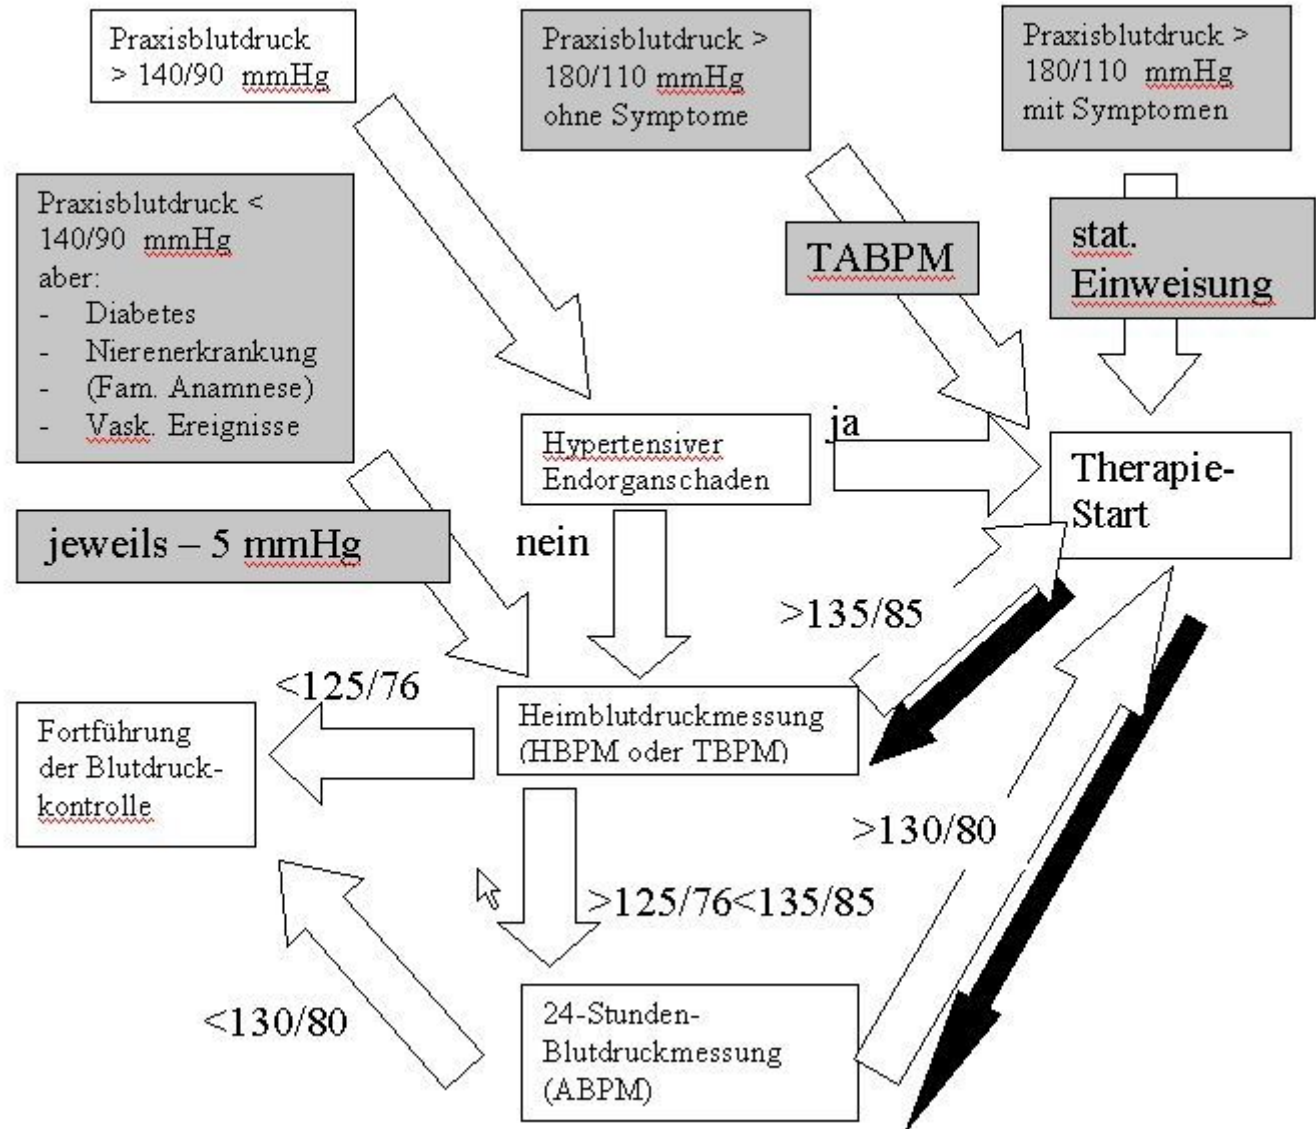 Praxisblutdruck
> 140/90 mmHg
Praxisblutdruck >
180/110 mmHg
ohne Symptome
Praxisblutdruck >
180/110 mmHg
mit Symptomen
Praxisblutdruck <
140/90 mmHg
aber:
- Diabetes
- Nierenerkrankung
- (Fam. Anamnese)
- Vask. Ereignisse
TABPM
stat.
Einweisung
ja
Hypertensiver
Endorganschaden
Therapie-
Start
jeweils – 5 mmHg
nein
>135/85
<125/76
Heimblutdruckmessung
(HBPM oder TBPM)
Fortführung
der Blutdruck-
kontrolle
>130/80
>125/76<135/85
<130/80
24-Stunden-
Blutdruckmessung
(ABPM)